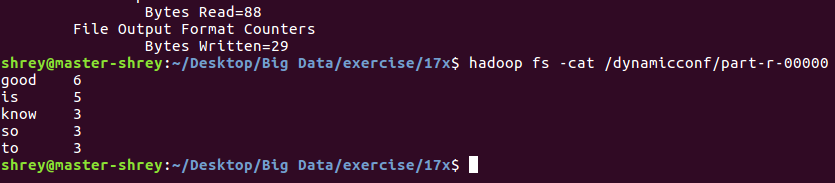 Bytes Read=88
File Output Format Counters
Bytes Written=29
shrey@master-shrey:~/Desktop/Big Data/exercise/17x$ hadoop fs -cat /dynamicconf/part-r-00000
good 6
is 5
know 3
so 3
to 3
shrey@master-shrey:~/Desktop/Big Data/exercise/17x$